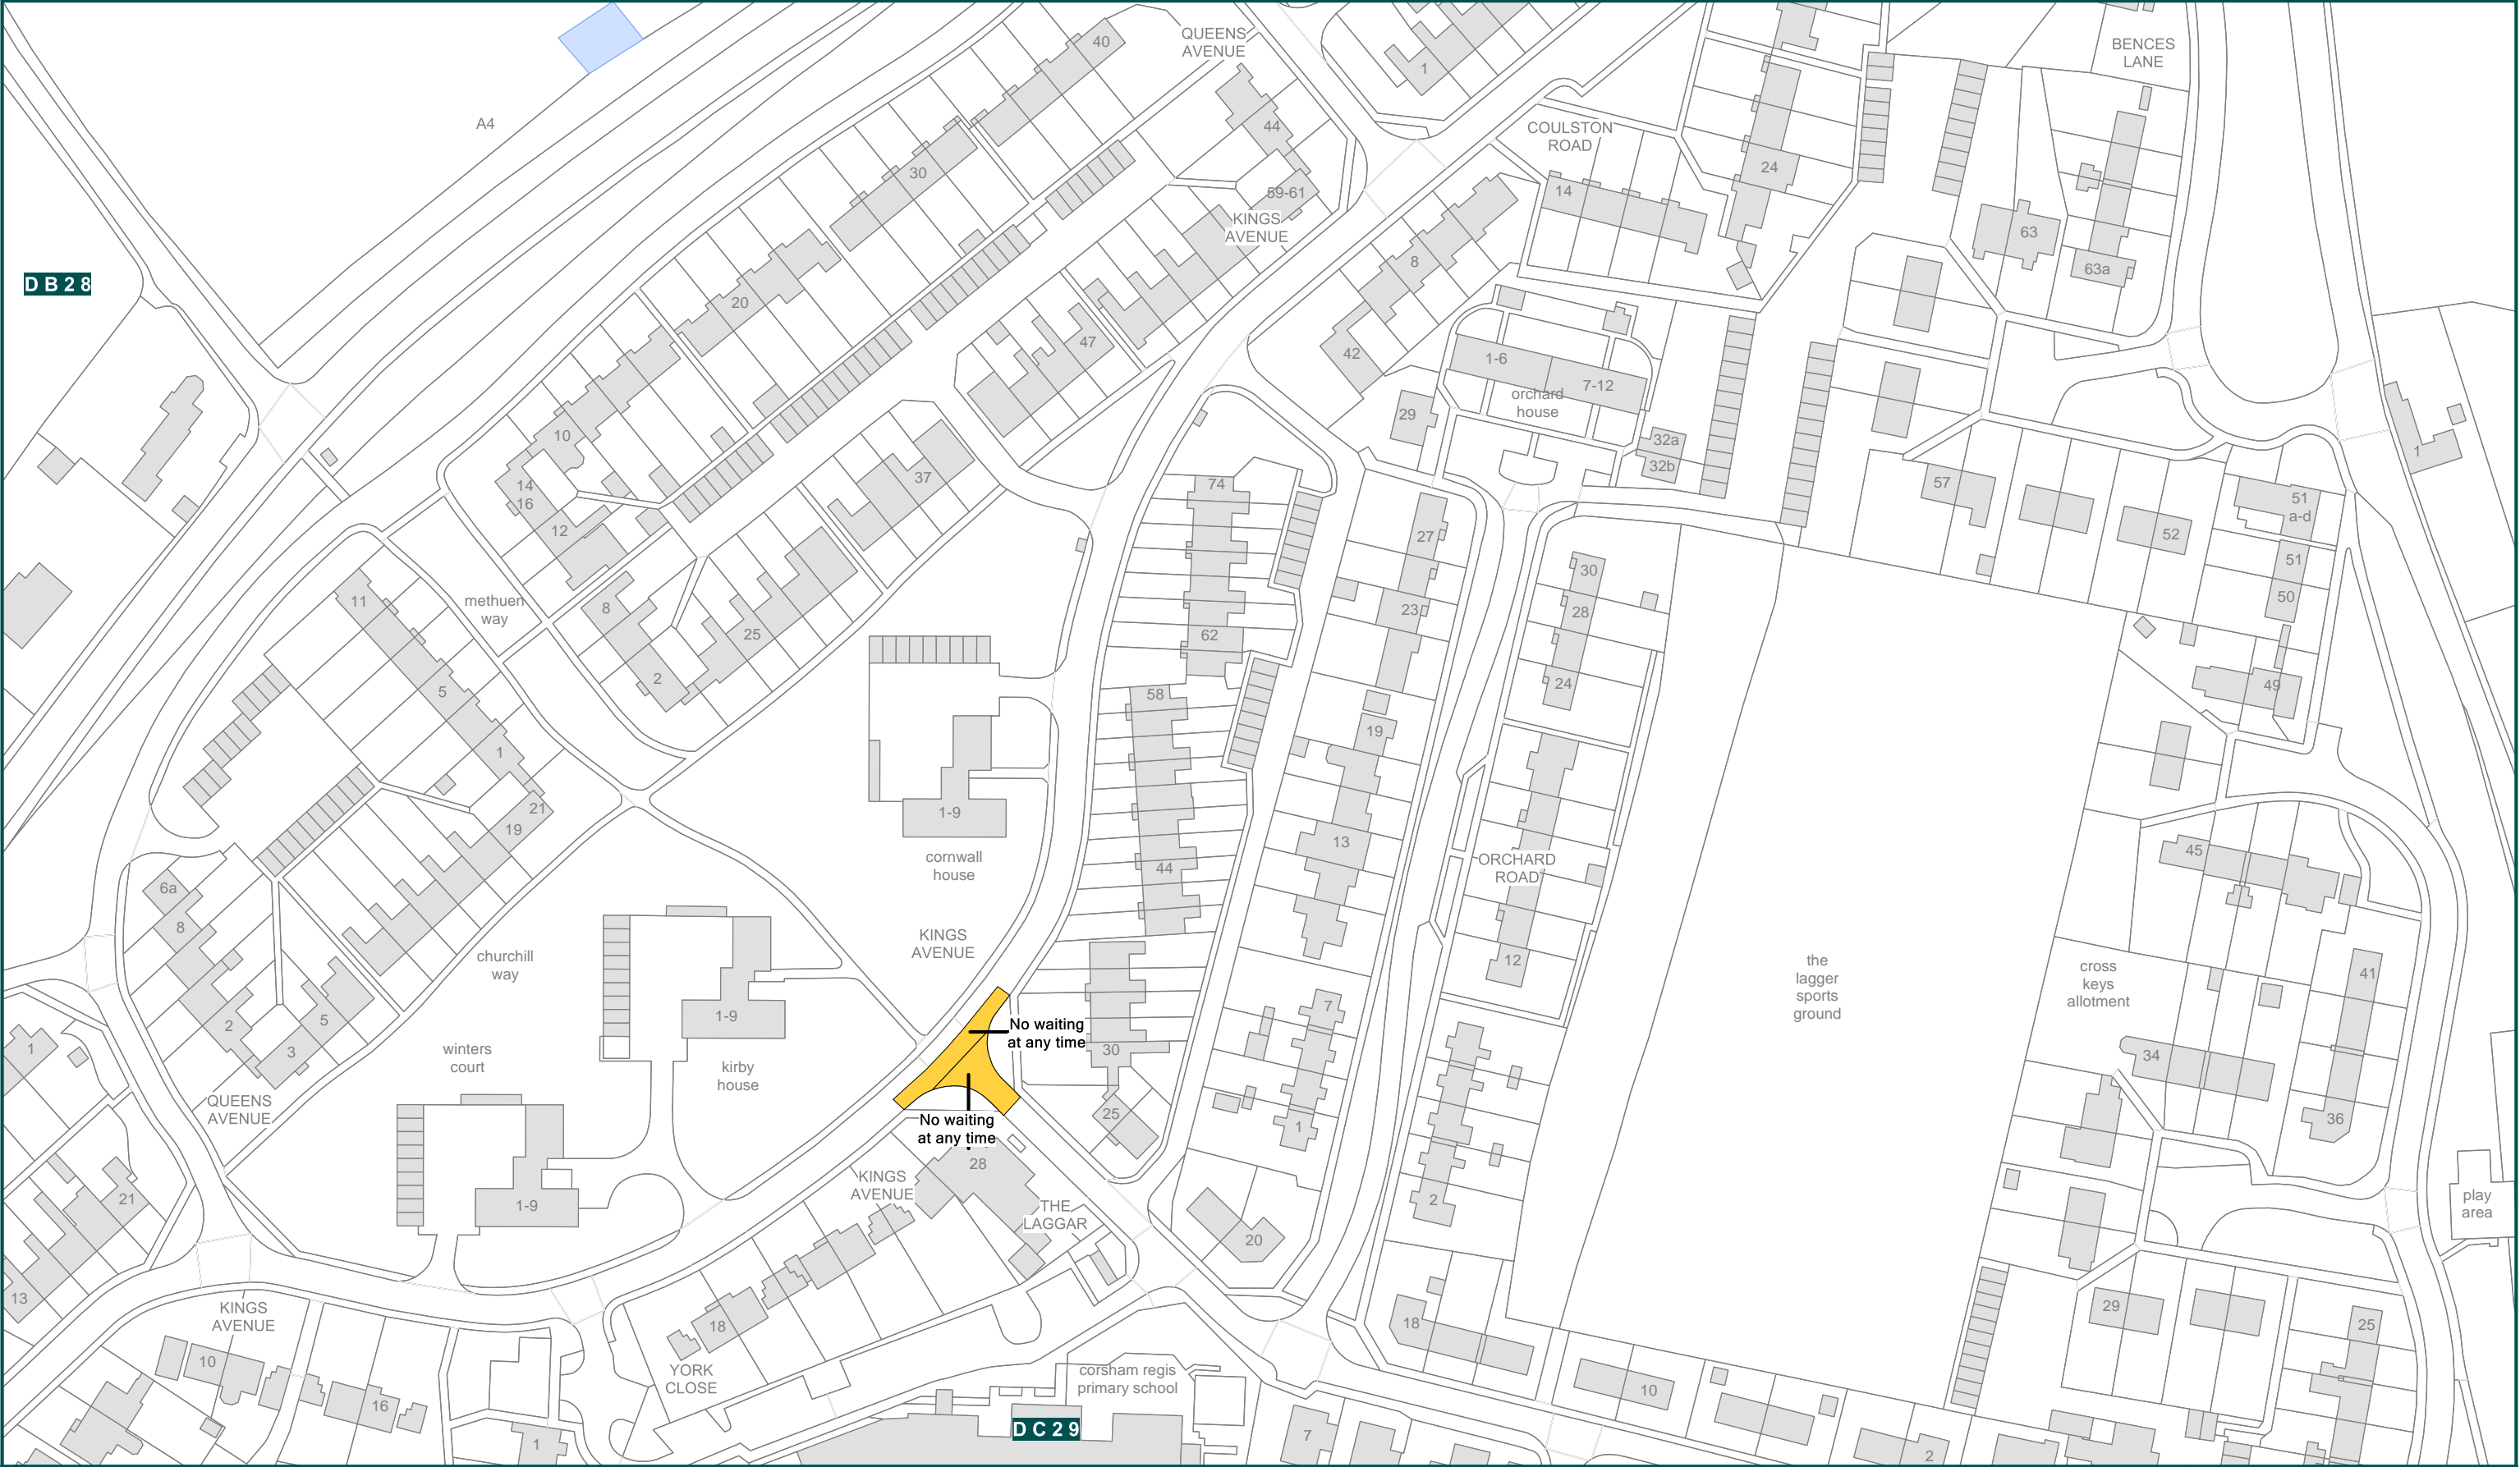 QUEENS
AVENUE
40
1
BENCES
LANE
A4
44
COULSTON
ROAD
24
30
59-61
14
KINGS
AVENUE
63
8
63a
DB28
20
47
42
1-6
7-12
orchard
house
29
10
32a
32b
1
37
14
16
12
74
57
51
a-d
27
52
51
30
50
11
methuen
way
8
28
23
25
62
2
24
49
5
58
19
1
1-9
21
19
13
45
cornwall
house
ORCHARD
ROAD
44
6a
8
KINGS
AVENUE
churchill
way
12
41
the
lagger
sports
ground
cross
keys
allotment
7
1-9
5
2
No waiting
at any time
30
1
3
winters
court
kirby
house
34
QUEENS
AVENUE
25
36
No waiting
at any time
1
28
KINGS
AVENUE
21
1-9
2
play
area
THE
LAGGAR
20
13
KINGS
AVENUE
18
18
29
25
10
YORK
CLOSE
corsham regis
primary school
10
16
DC29
1
7
2